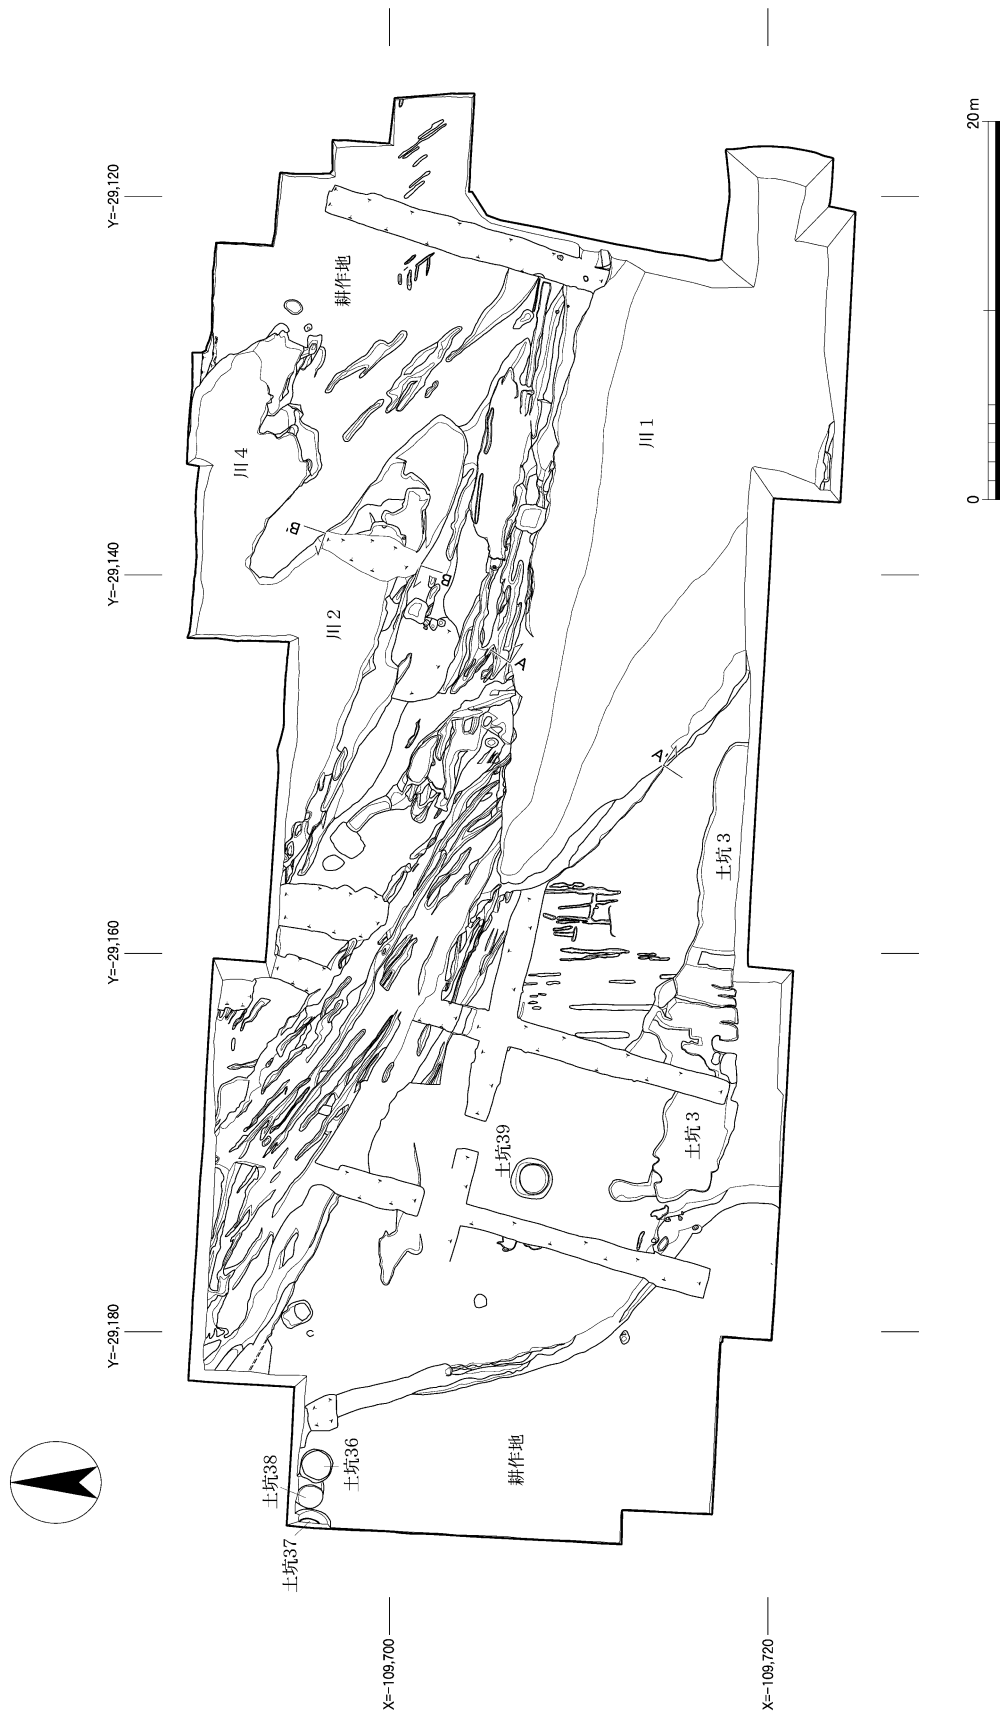 20m
0
Y=-29,120
Y=-29,140
Y=-29,160
Y=-29,180
X=-109,700
X=-109,720
耕作地
川4
川1
B'
川2
B
A
A'
土坑3
土坑3
土坑39
土坑38
土坑36
土坑37
耕作地